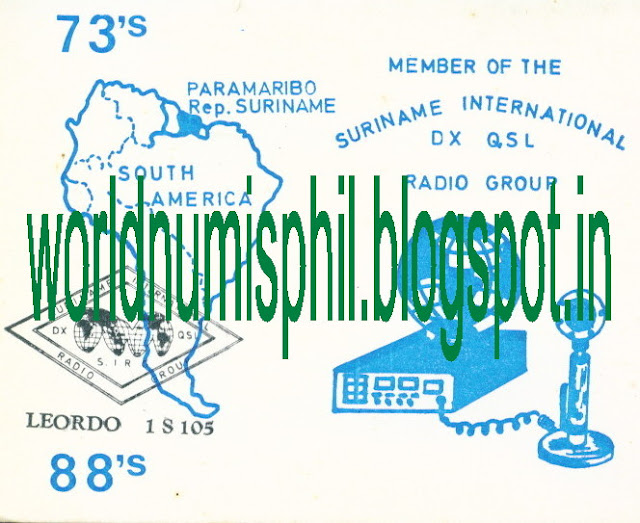 73's
PARAMARIBO
Rep. SURINAME
SOUTH
AMERICA
MEMBER OF THE
SURINAME INTERNATIONAL
DX QSL
RADIO GROUP
worldnumisphil.blogspot.in
DX QSL
S.I R
RADIO
LEORDO 1 S 105
88's